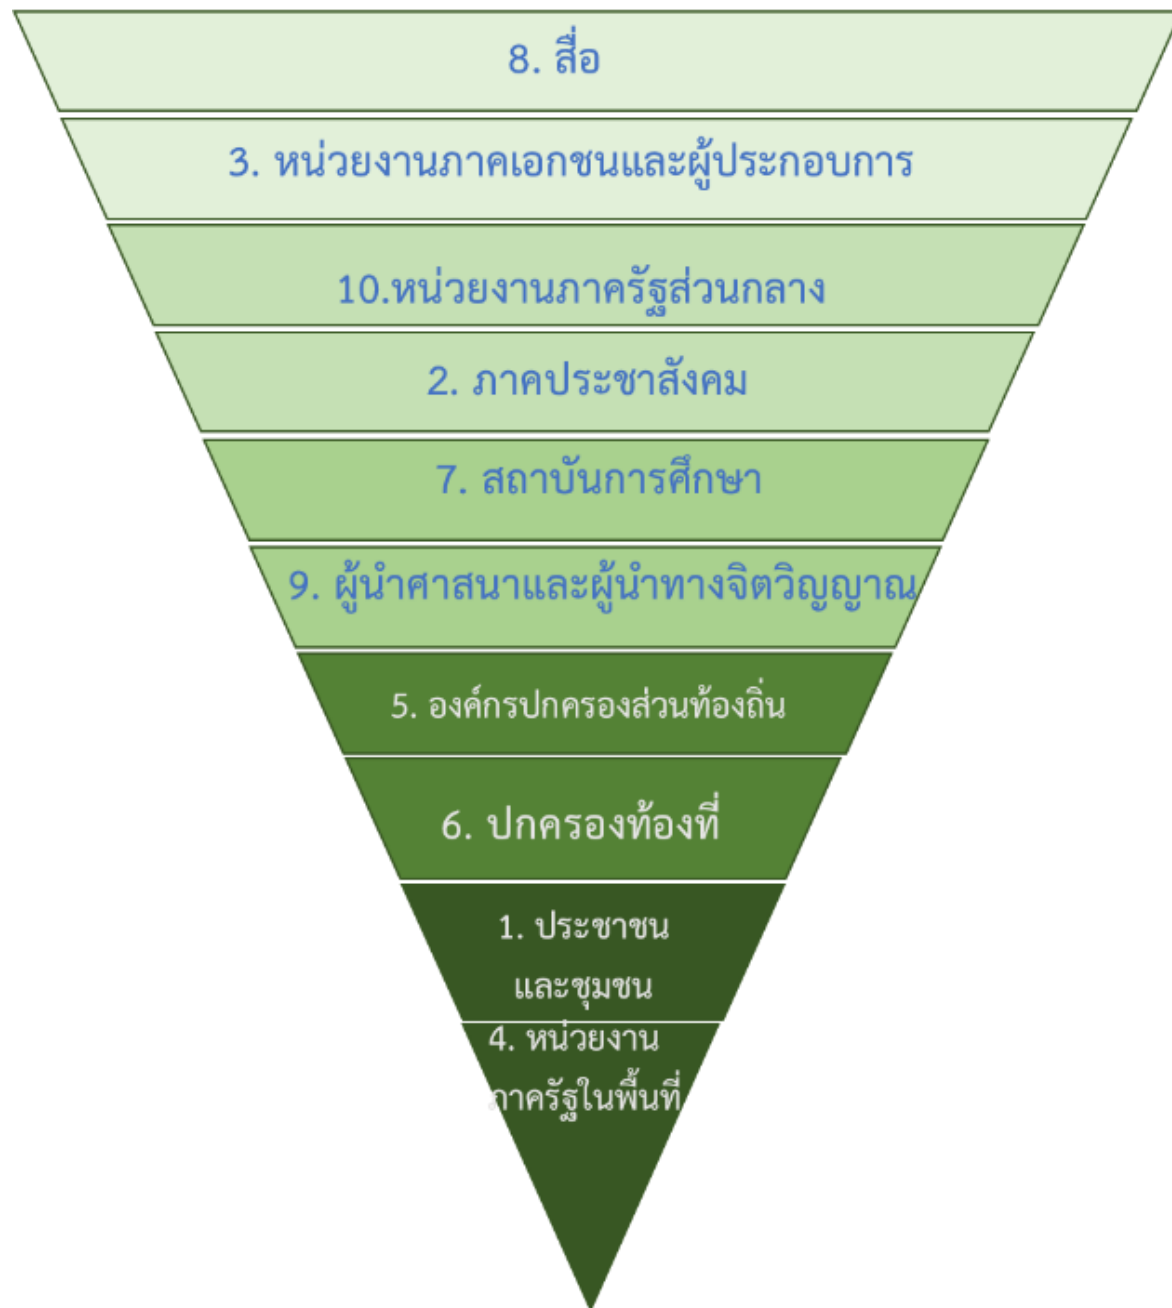 8. สื่อ
3. หน่วยงานภาคเอกชนและผู้ประกอบการ
10.หน่วยงานภาครัฐส่วนกลาง
2. ภาคประชาสังคม
7. สถาบันการศึกษา
9. ผู้นำศาสนาและผู้นำทางจิตวิญญาณ
5. องค์กรปกครองส่วนท้องถิ่น
6. ปกครองท้องที่
1. ประชาชน
และชุมชน
4. หน่วยงาน
ภาครัฐในพื้นที่